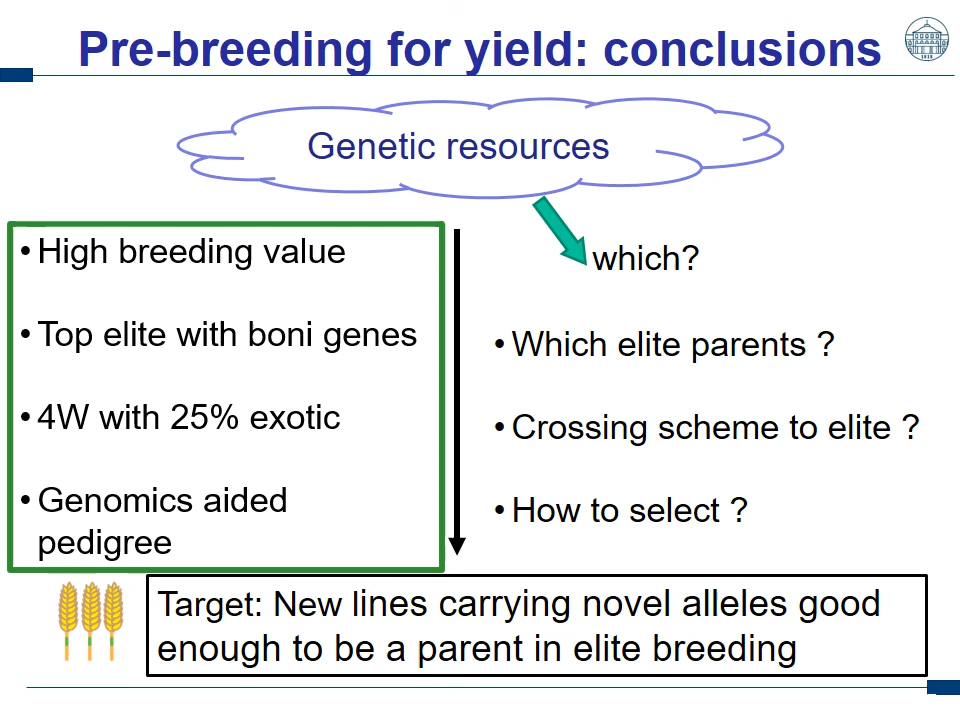 Pre-breeding for yield: conclusions
Genetic resources
which?
• High breeding value
• Top elite with boni genes
• 4W with 25% exotic
• Genomics aided
pedigree
• Which elite parents ?
• Crossing scheme to elite ?
• How to select ?
Target: New lines carrying novel alleles good
enough to be a parent in elite breeding